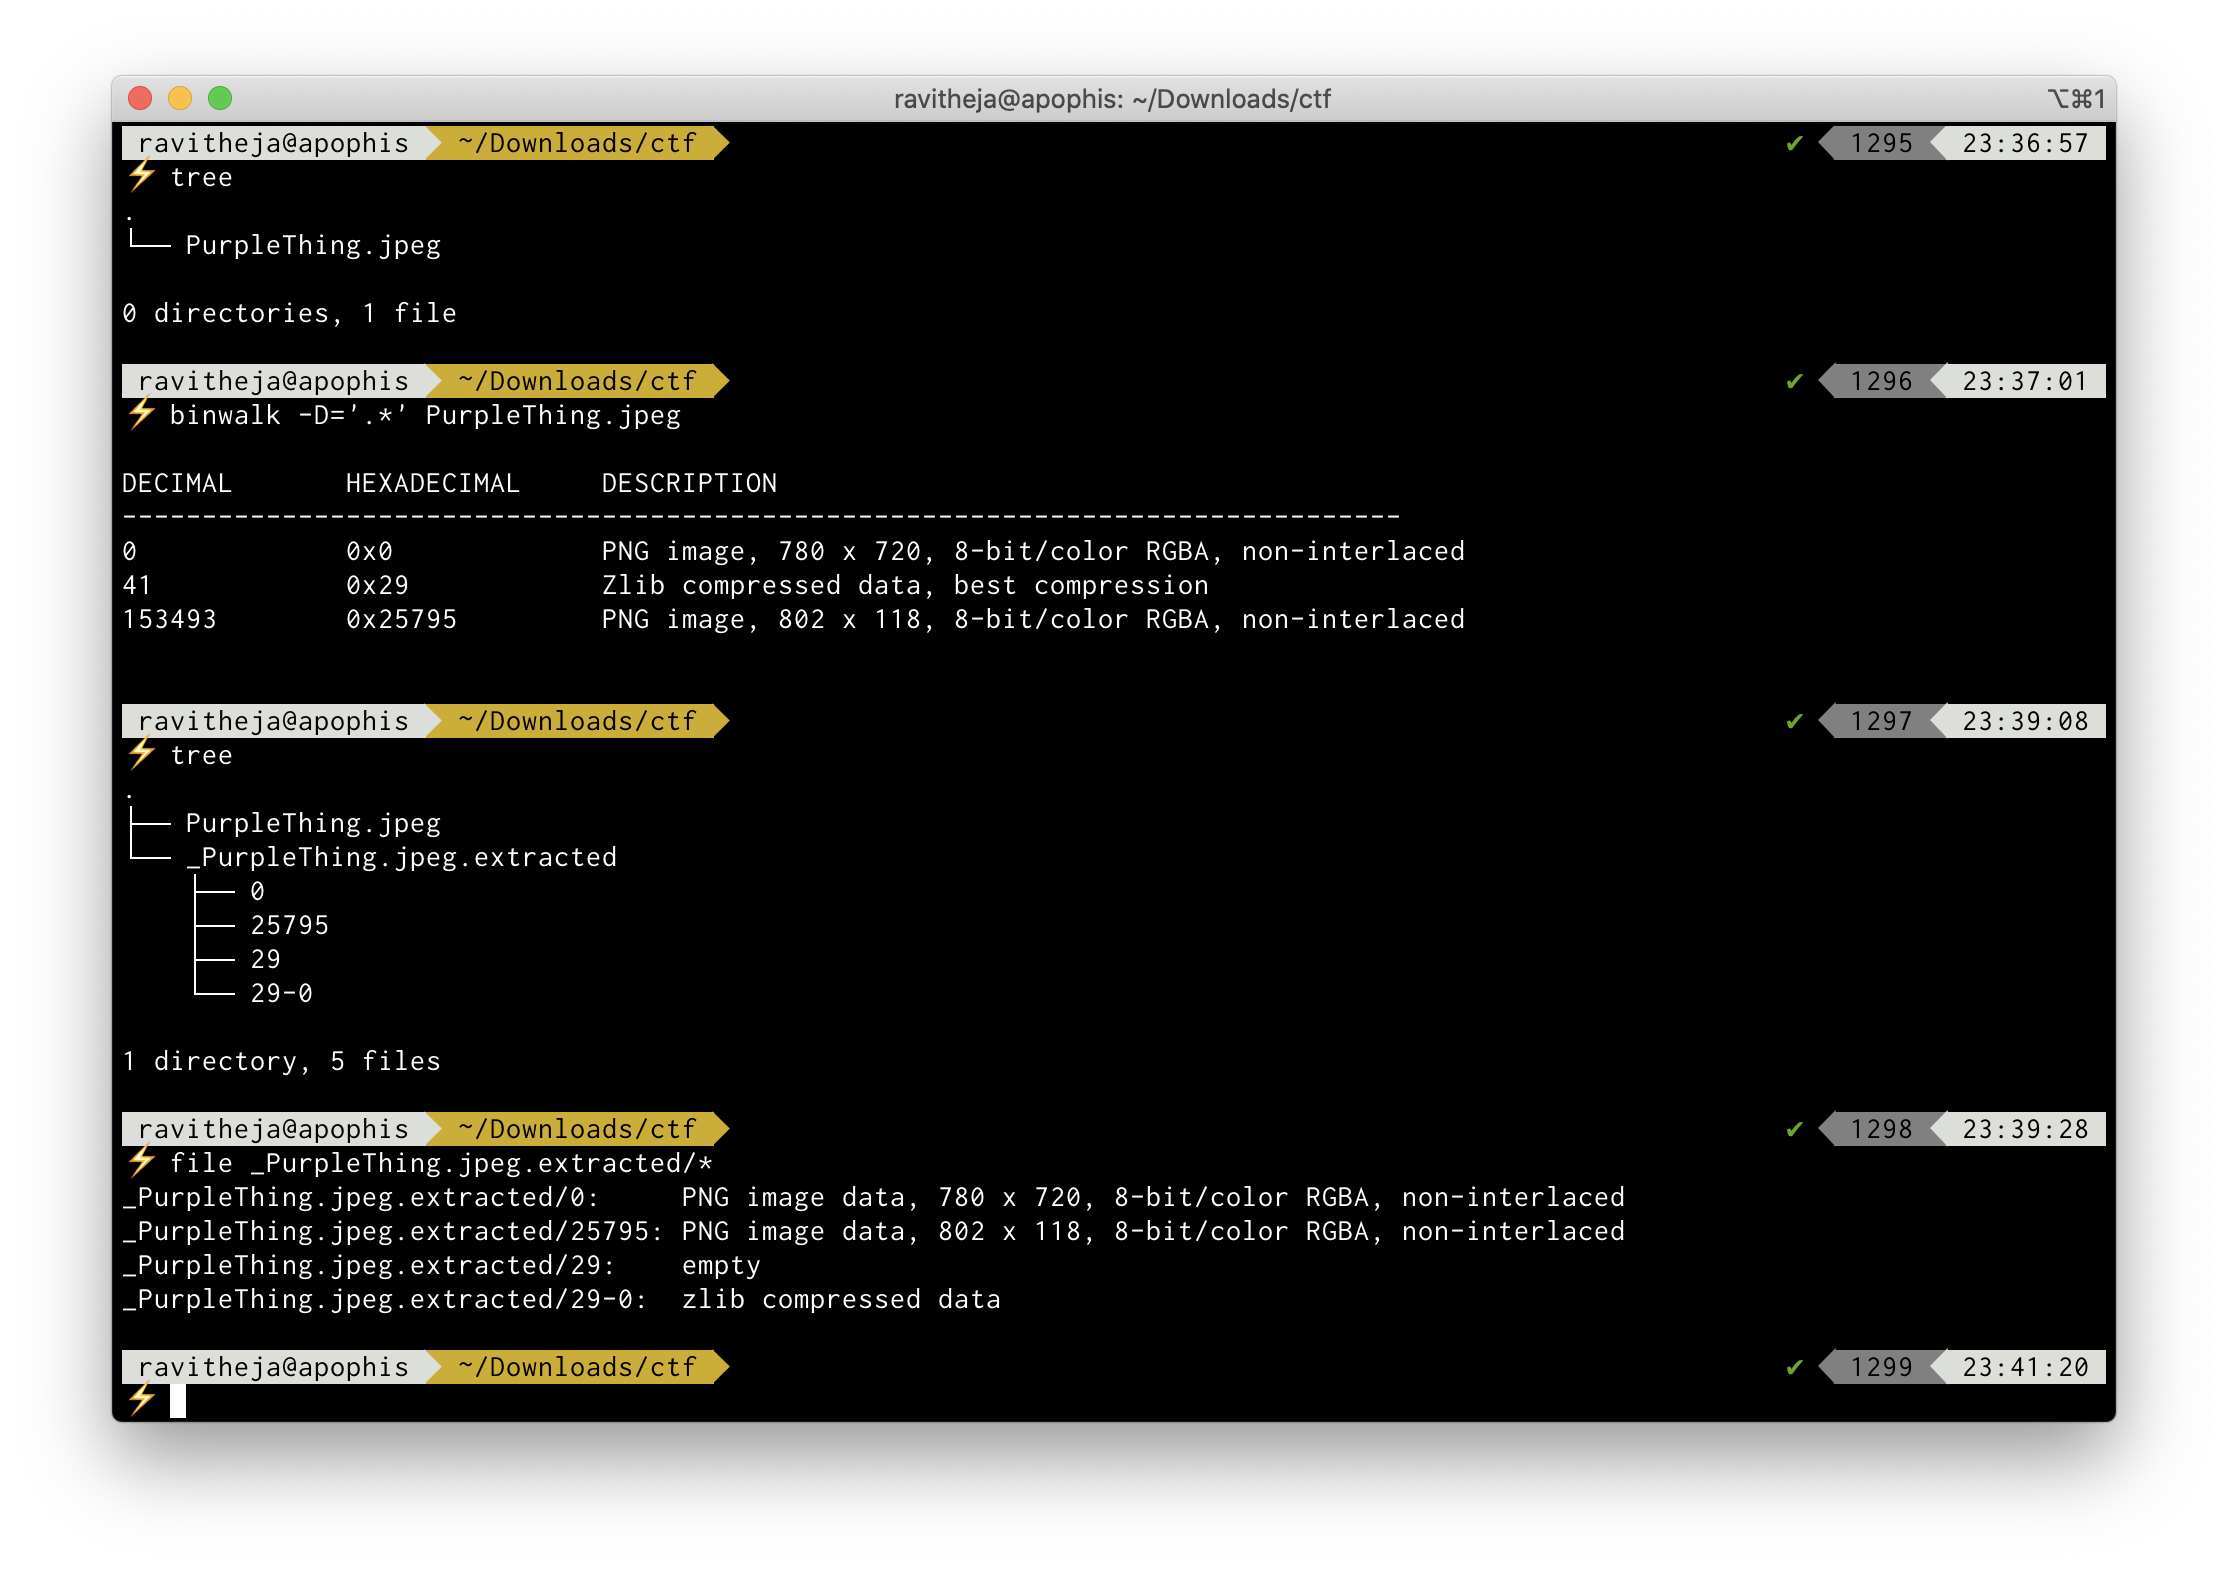 ravitheja@apophis: ~/Downloads/ctf ⌥⌘1
ravitheja@apophis ~/Downloads/ctf ✔ 1295 23:36:57
⚡ tree
.
└── PurpleThing.jpeg
0 directories, 1 file
ravitheja@apophis ~/Downloads/ctf ✔ 1296 23:37:01
⚡ binwalk -D='.*' PurpleThing.jpeg
DECIMAL       HEXADECIMAL     DESCRIPTION
--------------------------------------------------------------------------------
0             0x0             PNG image, 780 x 720, 8-bit/color RGBA, non-interlaced
41            0x29            Zlib compressed data, best compression
153493        0x25795         PNG image, 802 x 118, 8-bit/color RGBA, non-interlaced
ravitheja@apophis ~/Downloads/ctf ✔ 1297 23:39:08
⚡ tree
.
├── PurpleThing.jpeg
└── _PurpleThing.jpeg.extracted
    ├── 0
    ├── 25795
    ├── 29
    └── 29-0
1 directory, 5 files
ravitheja@apophis ~/Downloads/ctf ✔ 1298 23:39:28
⚡ file _PurpleThing.jpeg.extracted/*
_PurpleThing.jpeg.extracted/0:     PNG image data, 780 x 720, 8-bit/color RGBA, non-interlaced
_PurpleThing.jpeg.extracted/25795: PNG image data, 802 x 118, 8-bit/color RGBA, non-interlaced
_PurpleThing.jpeg.extracted/29:    empty
_PurpleThing.jpeg.extracted/29-0:  zlib compressed data
ravitheja@apophis ~/Downloads/ctf ✔ 1299 23:41:20
⚡